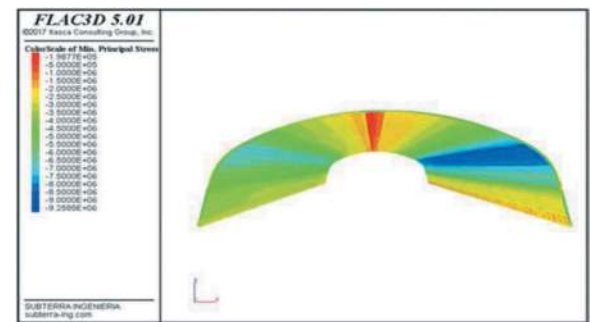 FLAC3D 5.01
©2017 Itasca Consulting Group, Inc.
ColorScale of Min. Principal Stress
-1.9877E+05
-5.0000E+05
-1.0000E+06
-1.5000E+06
-2.0000E+06
-2.5000E+06
-3.0000E+06
-3.5000E+06
-4.0000E+06
-4.5000E+06
-5.0000E+06
-5.5000E+06
-6.0000E+06
-6.5000E+06
-7.0000E+06
-7.5000E+06
-8.0000E+06
-8.5000E+06
-9.0000E+06
-9.2585E+06
SUBTERRA INGENIERIA
subterra-ing.com